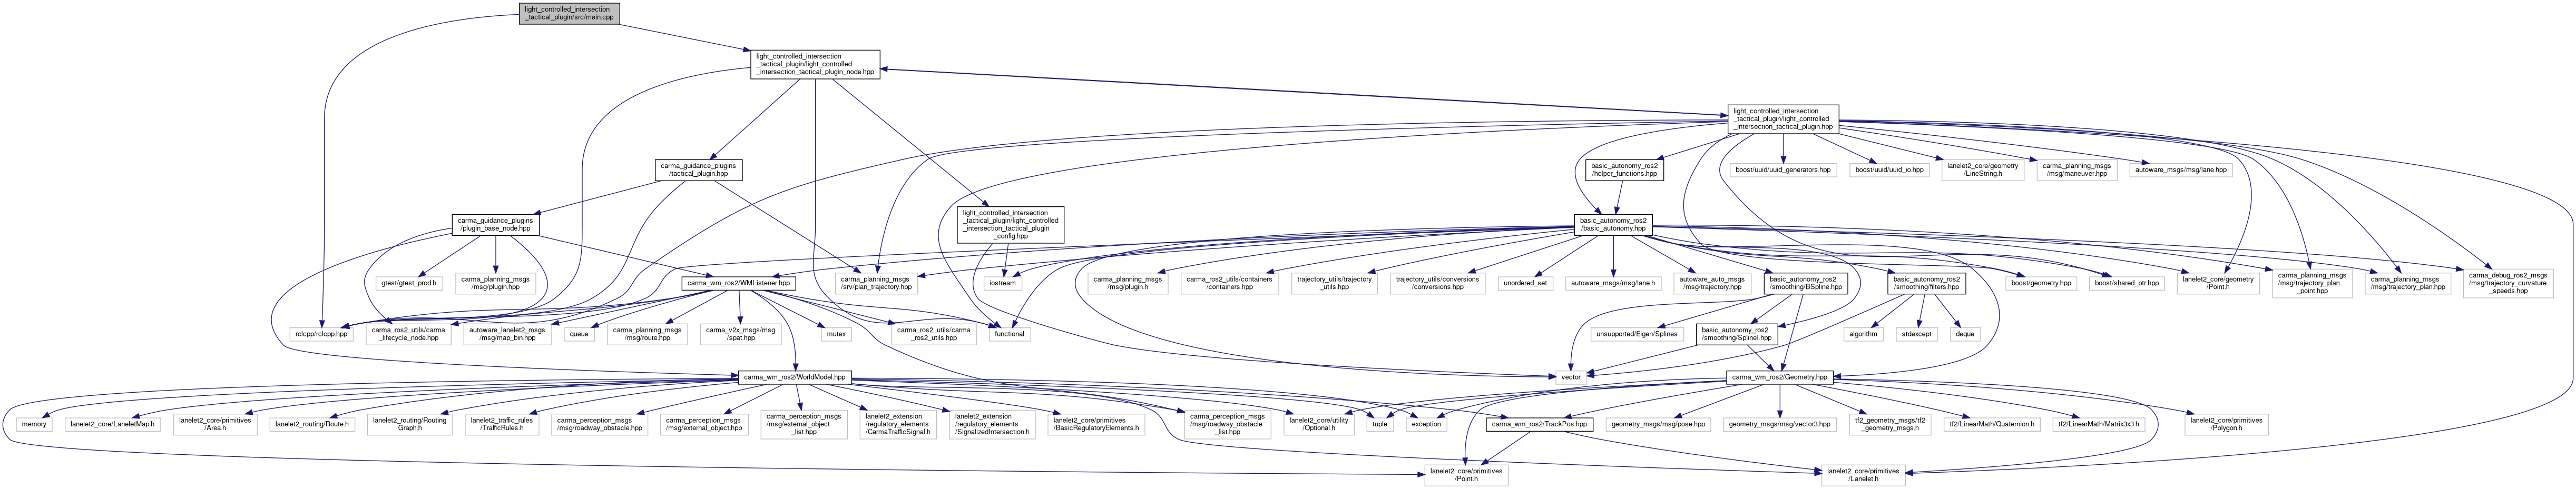 light_controlled_intersection
_tactical_plugin/src/main.cpp
light_controlled_intersection
_tactical_plugin/light_controlled
_intersection_tactical_plugin_node.hpp
light_controlled_intersection
_tactical_plugin/light_controlled
_intersection_tactical_plugin.hpp
carma_guidance_plugins
/tactical_plugin.hpp
basic_autonomy_ros2
/helper_functions.hpp
boost/uuid/uuid_generators.hpp
boost/uuid/uuid_io.hpp
lanelet2_core/geometry
/LineString.h
carma_planning_msgs
/msg/maneuver.hpp
autoware_msgs/msg/lane.hpp
carma_guidance_plugins
/plugin_base_node.hpp
light_controlled_intersection
_tactical_plugin/light_controlled
_intersection_tactical_plugin
_config.hpp
basic_autonomy_ros2
/basic_autonomy.hpp
gtest/gtest_prod.h
carma_planning_msgs
/msg/plugin.hpp
carma_wm_ros2/WMListener.hpp
carma_planning_msgs
/srv/plan_trajectory.hpp
iostream
carma_planning_msgs
/msg/plugin.h
carma_ros2_utils/containers
/containers.hpp
trajectory_utils/trajectory
_utils.hpp
trajectory_utils/conversions
/conversions.hpp
unordered_set
autoware_msgs/msg/lane.h
autoware_auto_msgs
/msg/trajectory.hpp
basic_autonomy_ros2
/smoothing/BSpline.hpp
basic_autonomy_ros2
/smoothing/filters.hpp
boost/geometry.hpp
boost/shared_ptr.hpp
lanelet2_core/geometry
/Point.h
carma_planning_msgs
/msg/trajectory_plan
_point.hpp
carma_planning_msgs
/msg/trajectory_plan.hpp
carma_debug_ros2_msgs
/msg/trajectory_curvature
_speeds.hpp
rclcpp/rclcpp.hpp
carma_ros2_utils/carma
_lifecycle_node.hpp
autoware_lanelet2_msgs
/msg/map_bin.hpp
queue
carma_planning_msgs
/msg/route.hpp
carma_v2x_msgs/msg
/spat.hpp
mutex
carma_ros2_utils/carma
_ros2_utils.hpp
functional
unsupported/Eigen/Splines
basic_autonomy_ros2
/smoothing/SplineI.hpp
algorithm
stdexcept
deque
carma_wm_ros2/WorldModel.hpp
vector
carma_wm_ros2/Geometry.hpp
memory
lanelet2_core/LaneletMap.h
lanelet2_core/primitives
/Area.h
lanelet2_routing/Route.h
lanelet2_routing/Routing
Graph.h
lanelet2_traffic_rules
/TrafficRules.h
carma_perception_msgs
/msg/roadway_obstacle.hpp
carma_perception_msgs
/msg/external_object.hpp
carma_perception_msgs
/msg/external_object
_list.hpp
lanelet2_extension
/regulatory_elements
/CarmaTrafficSignal.h
lanelet2_extension
/regulatory_elements
/SignalizedIntersection.h
lanelet2_core/primitives
/BasicRegulatoryElements.h
carma_perception_msgs
/msg/roadway_obstacle
_list.hpp
lanelet2_core/utility
/Optional.h
tuple
exception
carma_wm_ros2/TrackPos.hpp
geometry_msgs/msg/pose.hpp
geometry_msgs/msg/vector3.hpp
tf2_geometry_msgs/tf2
_geometry_msgs.h
tf2/LinearMath/Quaternion.h
tf2/LinearMath/Matrix3x3.h
lanelet2_core/primitives
/Polygon.h
lanelet2_core/primitives
/Point.h
lanelet2_core/primitives
/Lanelet.h